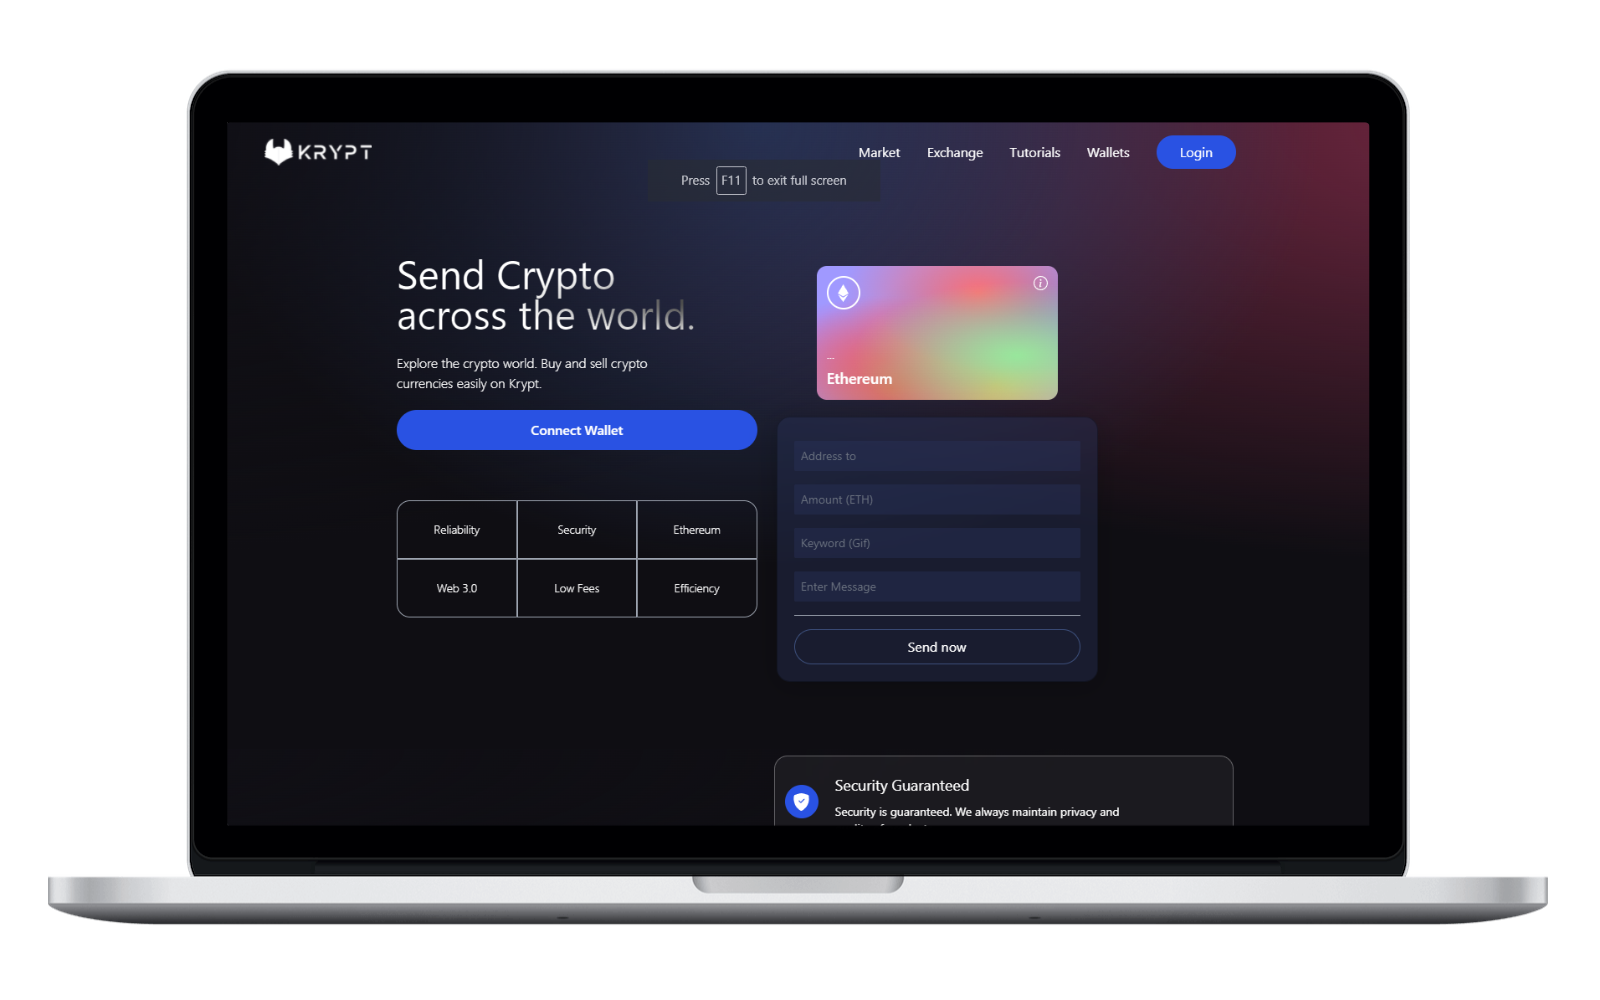 KRYPT
Market Exchange Tutorials Wallets Login
Press F11 to exit full screen
Send Crypto
across the world.
Explore the crypto world. Buy and sell crypto
currencies easily on Krypt.
Connect Wallet
Reliability Security Ethereum
Web 3.0 Low Fees Efficiency
...
Ethereum
Address to
Amount (ETH)
Keyword (Gif)
Enter Message
Send now
Security Guaranteed
Security is guaranteed. We always maintain privacy and